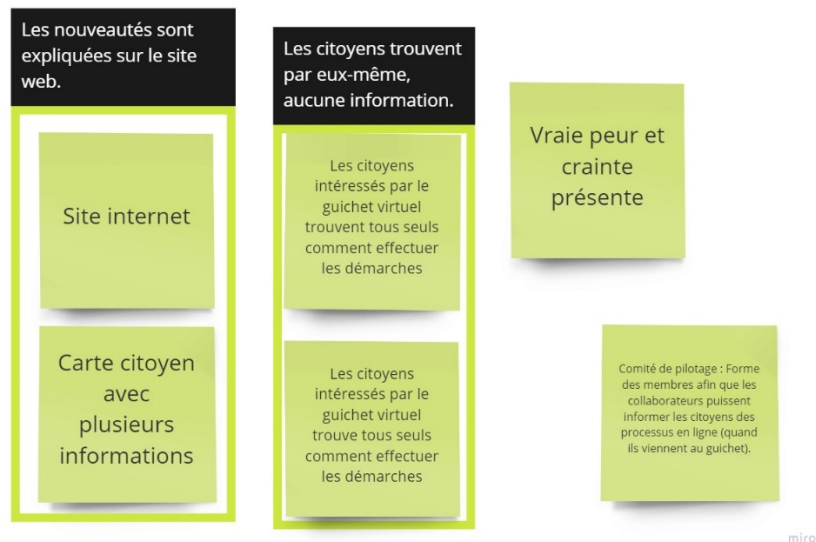 Les nouveautés sont
expliquées sur le site
web.
Site internet
Carte citoyen
avec
plusieurs
informations
Les citoyens trouvent
par eux-même,
aucune information.
Les citoyens
intéressés par le
guichet virtuel
trouvent tous seuls
comment effectuer
les démarches
Les citoyens
intéressés par le
guichet virtuel
trouve tous seuls
comment effectuer
les démarches
Vraie peur et
crainte
présente
Comité de pilotage : Forme
des membres afin que les
collaborateurs puissent
informer les citoyens des
processus en ligne (quand
ils viennent au guichet).
miro